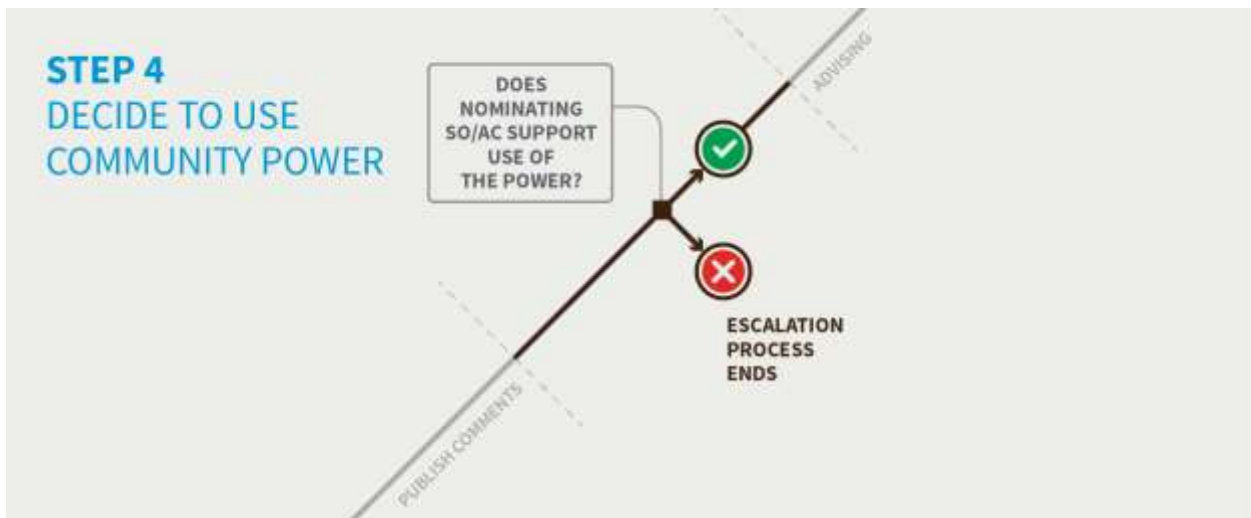 STEP 4
DECIDE TO USE
COMMUNITY POWER
DOES
NOMINATING
SO/AC SUPPORT
USE OF
THE POWER?
ADVISING
ESCALATION
PROCESS
ENDS
PUBLISH COMMENTS